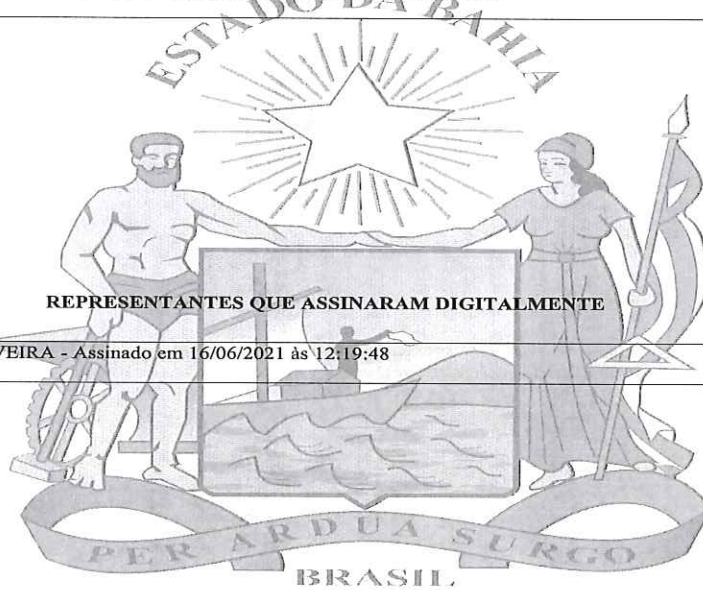 ESTADO DA BAHIA
REPRESENTANTES QUE ASSINARAM DIGITALMENTE
VEIRA - Assinado em 16/06/2021 às 12:19:48
PER ARDUA SURGO
BRASIL